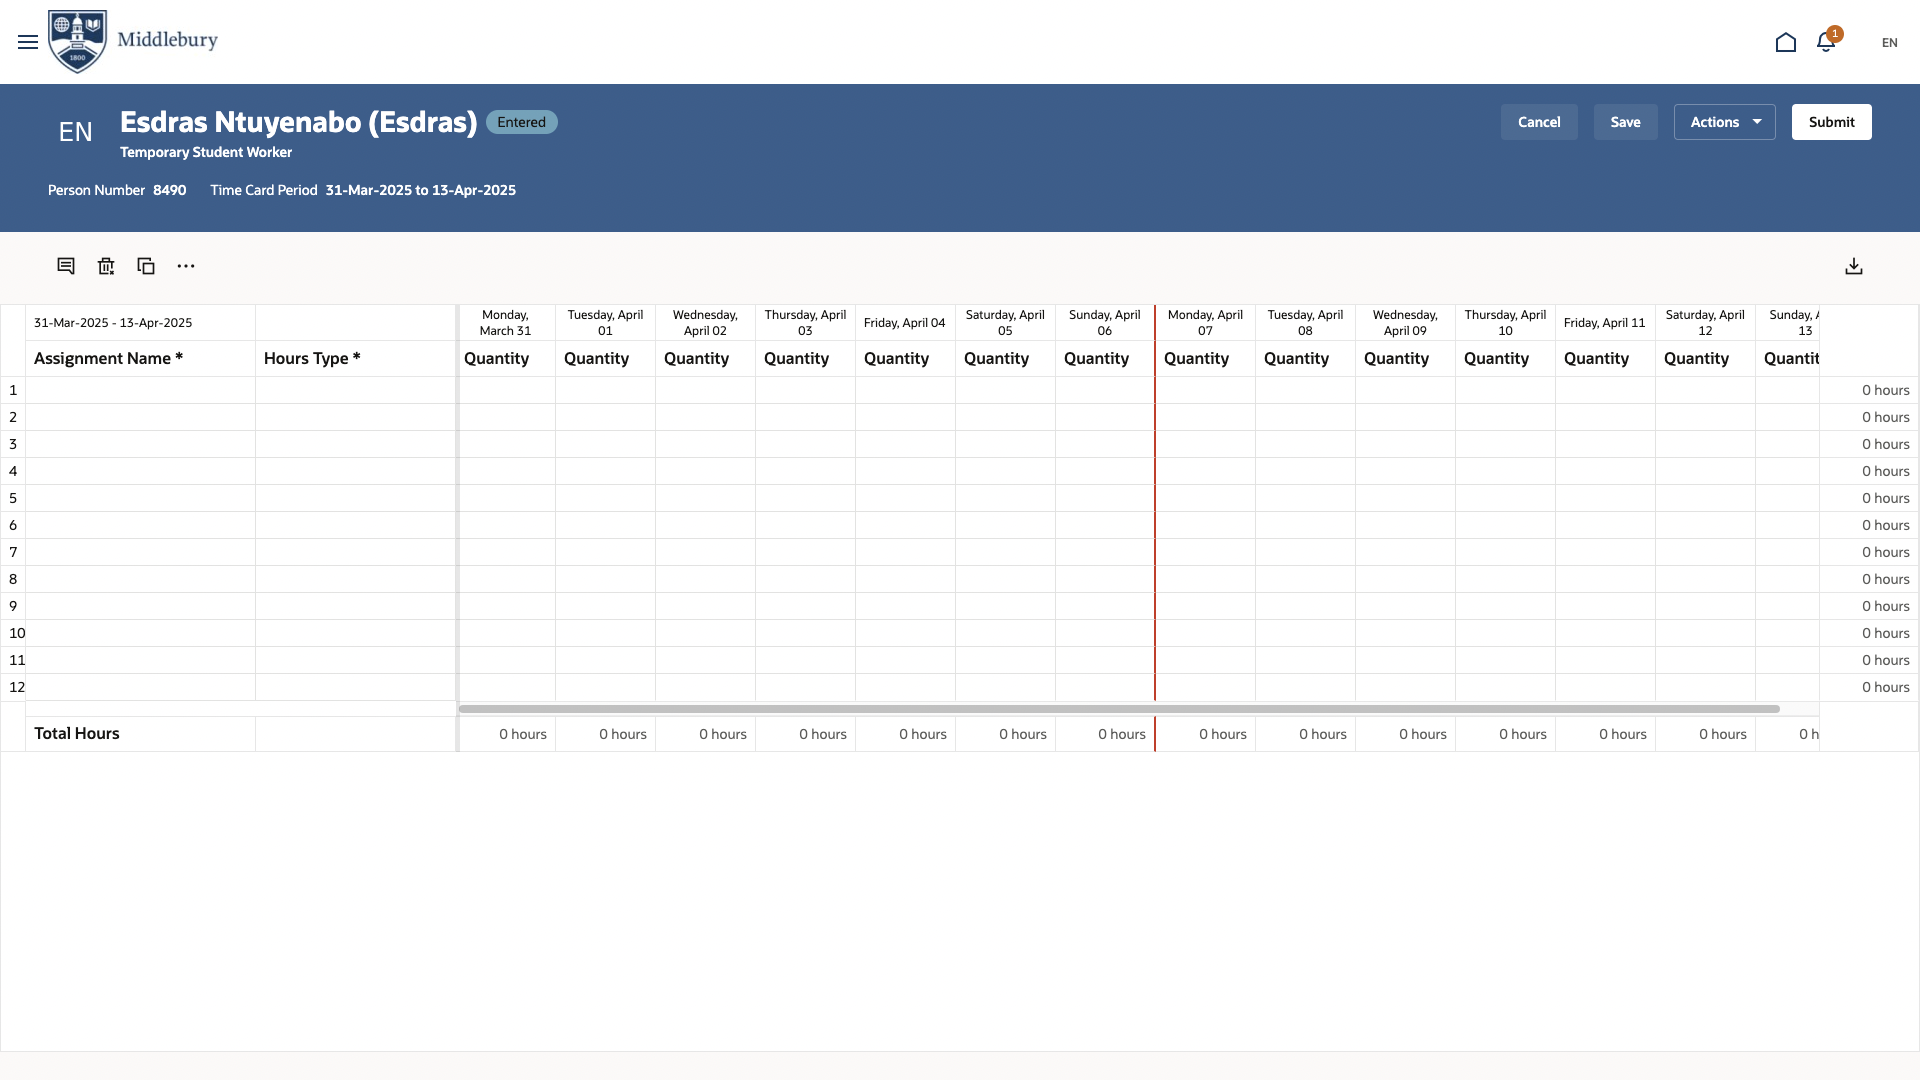 1800
Middlebury
1
EN
EN
Esdras Ntuyenabo (Esdras)
Entered
Temporary Student Worker
Cancel
Save
Actions
Submit
Person Number 8490 Time Card Period 31-Mar-2025 to 13-Apr-2025
31-Mar-2025 - 13-Apr-2025
Monday, March 31
Tuesday, April 01
Wednesday, April 02
Thursday, April 03
Friday, April 04
Saturday, April 05
Sunday, April 06
Monday, April 07
Tuesday, April 08
Wednesday, April 09
Thursday, April 10
Friday, April 11
Saturday, April 12
Sunday, 13
Assignment Name * Hours Type * Quantity Quantity Quantity Quantity Quantity Quantity Quantity Quantity Quantity Quantity Quantity Quantity Quantity Quantit
1 0 hours
2 0 hours
3 0 hours
4 0 hours
5 0 hours
6 0 hours
7 0 hours
8 0 hours
9 0 hours
10 0 hours
11 0 hours
12 0 hours
Total Hours 0 hours 0 hours 0 hours 0 hours 0 hours 0 hours 0 hours 0 hours 0 hours 0 hours 0 hours 0 hours 0 hours 0 h